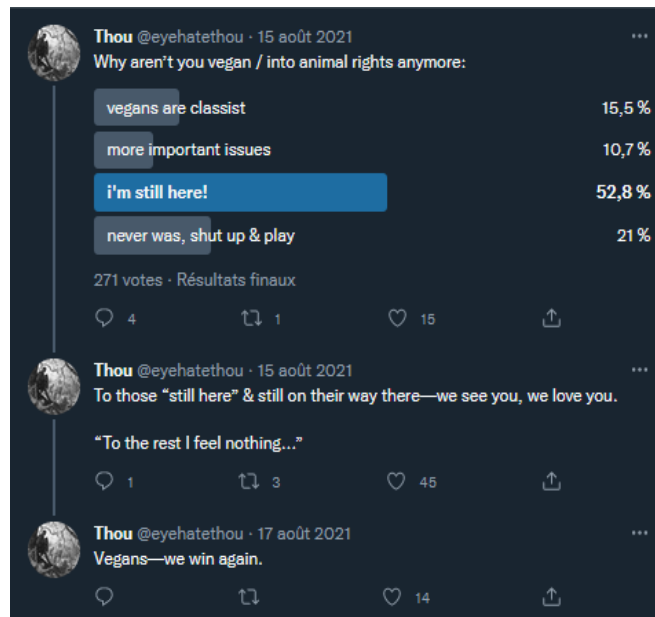 Thou @eyehatethou · 15 août 2021
Why aren't you vegan / into animal rights anymore:
vegans are classist 15,5 %
more important issues 10,7 %
i'm still here! 52,8 %
never was, shut up & play 21 %
271 votes · Résultats finaux
4 1 15
Thou @eyehatethou · 15 août 2021
To those “still here” & still on their way there—we see you, we love you.
“To the rest I feel nothing...”
1 3 45
Thou @eyehatethou · 17 août 2021
Vegans—we win again.
14